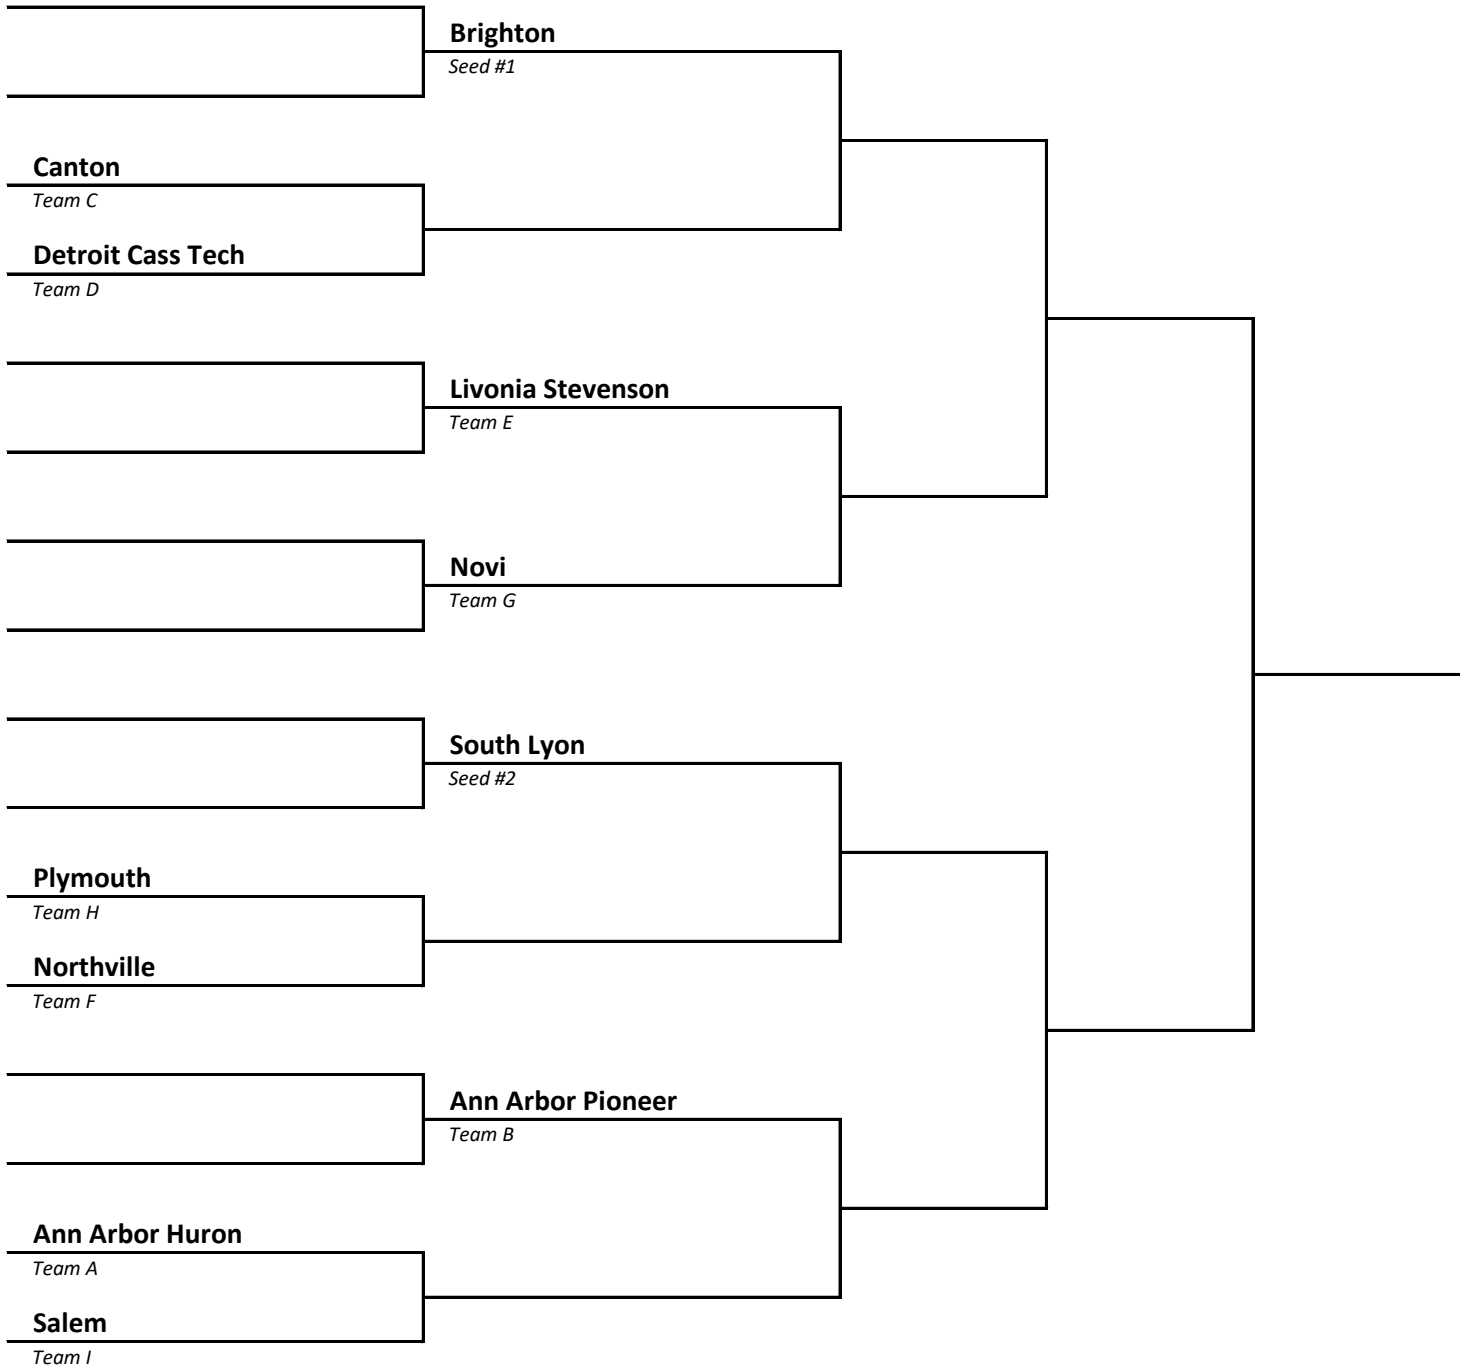 Brighton
Seed #1
Canton
Team C
Detroit Cass Tech
Team D
Livonia Stevenson
Team E
Novi
Team G
South Lyon
Seed #2
Plymouth
Team H
Northville
Team F
Ann Arbor Pioneer
Team B
Ann Arbor Huron
Team A
Salem
Team I